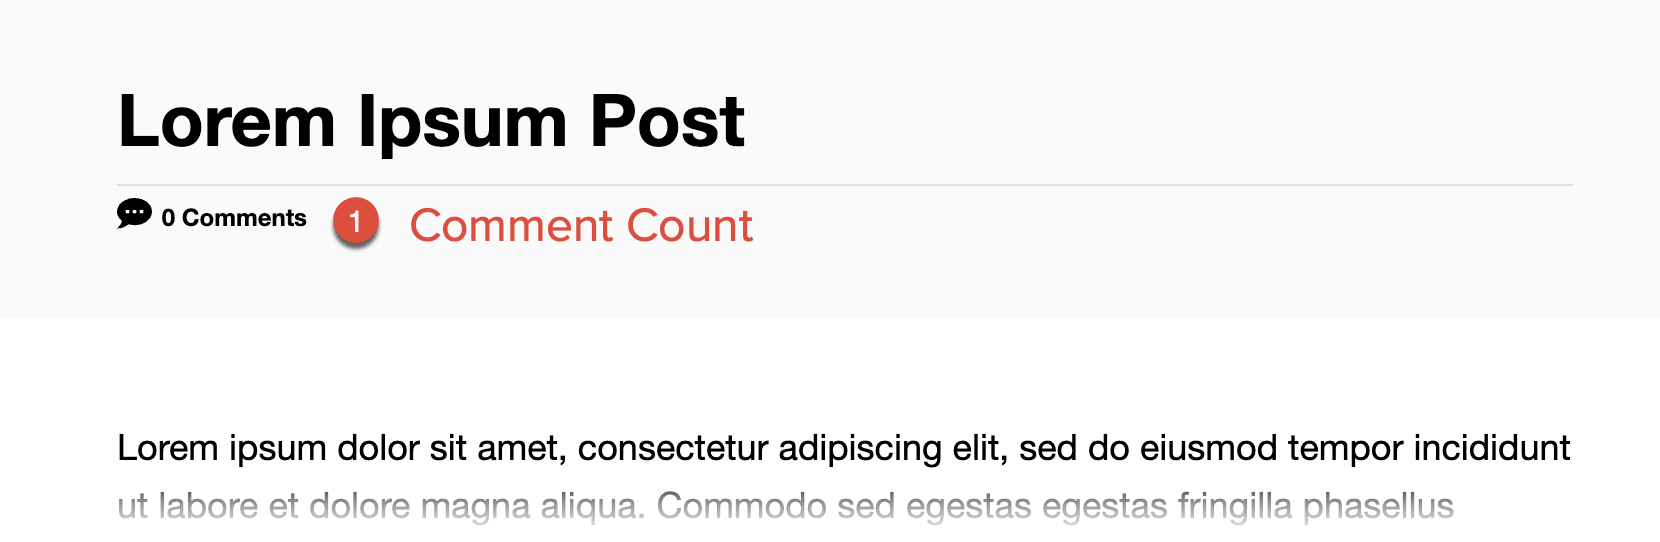 Lorem Ipsum Post
0 Comments 1 Comment Count
Lorem ipsum dolor sit amet, consectetur adipiscing elit, sed do eiusmod tempor incididunt
ut labore et dolore magna aliqua. Commodo sed egestas egestas fringilla phasellus